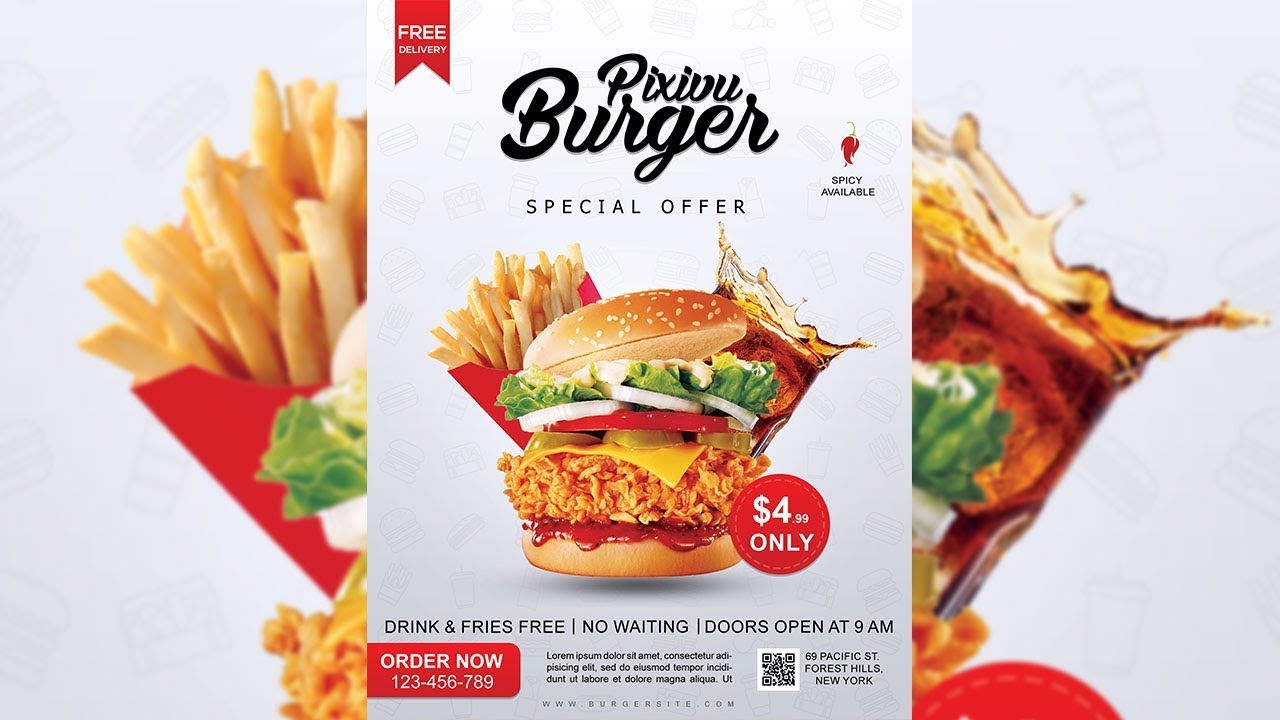 FREE
DELIVERY
Pixivu
Burger
SPICY
AVAILABLE
SPECIAL OFFER
$4.99
ONLY
DRINK & FRIES FREE | NO WAITING | DOORS OPEN AT 9 AM
ORDER NOW
123-456-789
Lorem ipsum dolor sit amet, consectetur adi-
pisicing elit, sed do eiusmod tempor incidi-
dunt ut labore et dolore magna aliqua. Ut
69 PACIFIC ST.
FOREST HILLS,
NEW YORK
WWW.BURGERSITE.COM